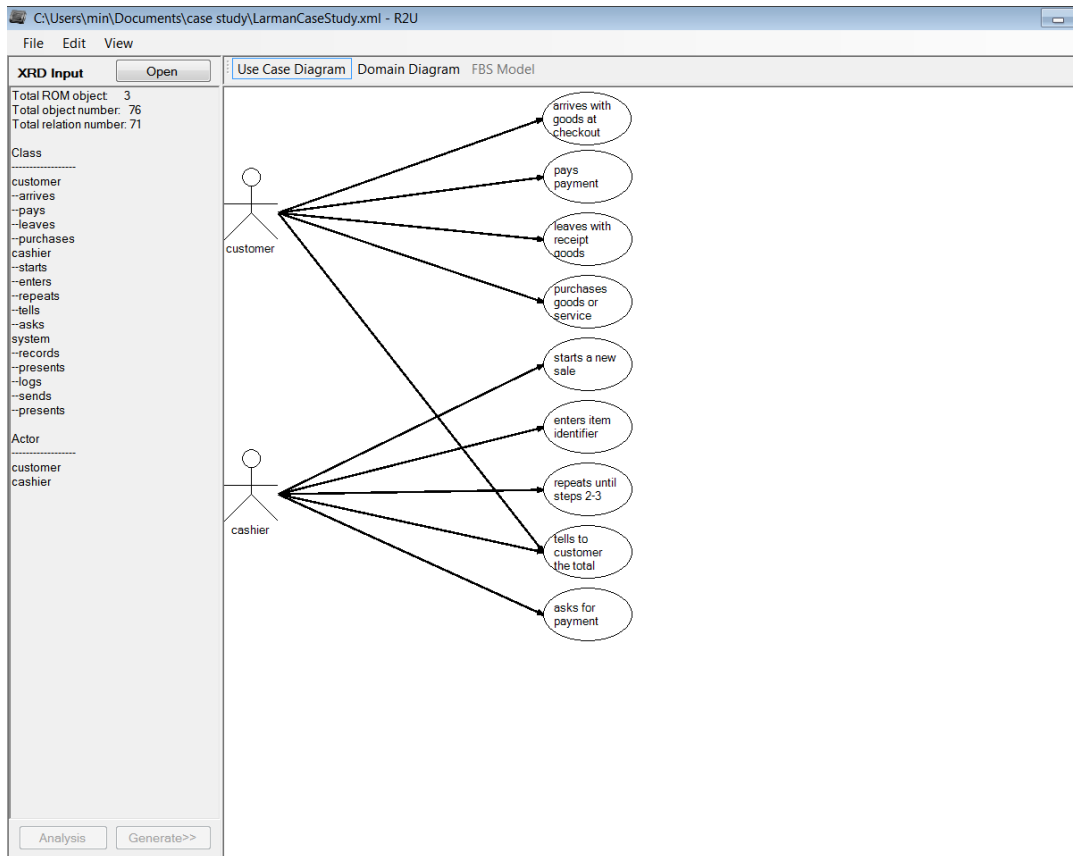 C:\Users\min\Documents\case study\LarmanCaseStudy.xml - R2U
File Edit View
XRD Input Open
Total ROM object: 3
Total object number: 76
Total relation number: 71
Class
------------------
customer
--arrives
--pays
--leaves
--purchases
cashier
--starts
--enters
--repeats
--tells
--asks
system
--records
--presents
--logs
--sends
--presents
Actor
------------------
customer
cashier
Analysis Generate>>
Use Case Diagram Domain Diagram FBS Model
customer
cashier
arrives with
goods at
checkout
pays
payment
leaves with
receipt
goods
purchases
goods or
service
starts a new
sale
enters item
identifier
repeats until
steps 2-3
tells to
customer
the total
asks for
payment